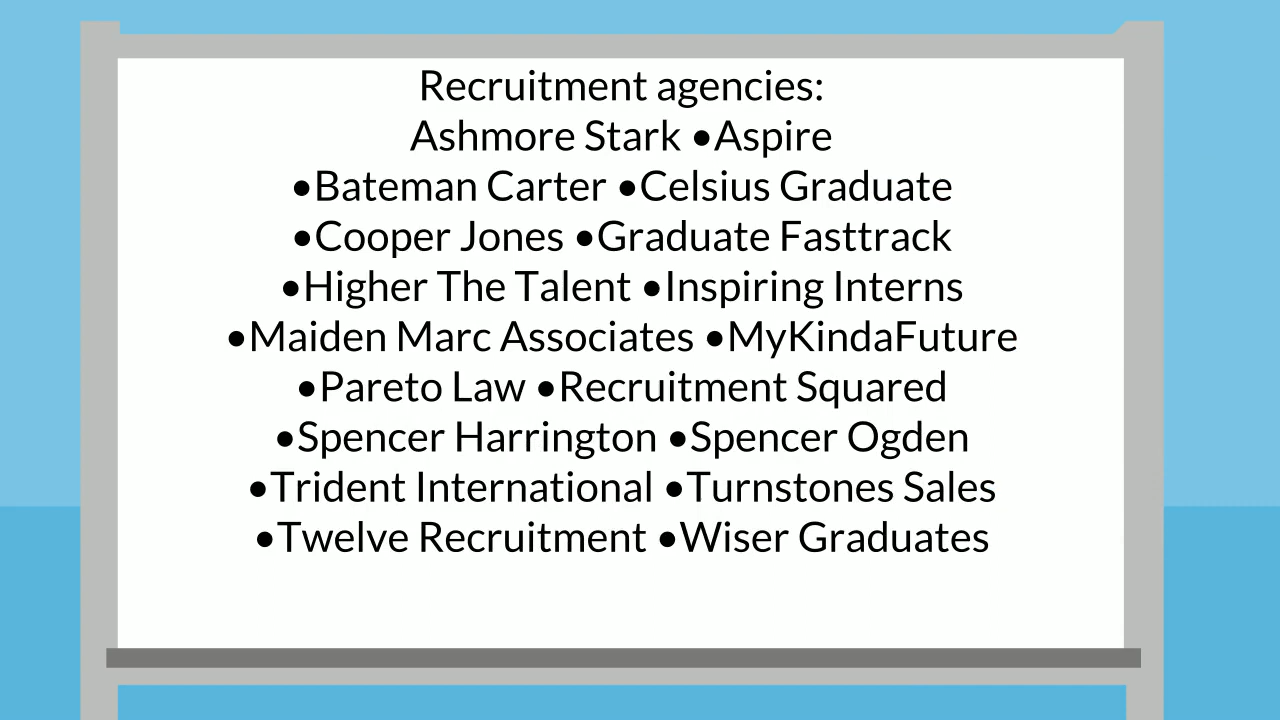 Recruitment agencies:
Ashmore Stark •Aspire
•Bateman Carter •Celsius Graduate
•Cooper Jones •Graduate Fasttrack
•Higher The Talent •Inspiring Interns
•Maiden Marc Associates •MyKindaFuture
•Pareto Law •Recruitment Squared
•Spencer Harrington •Spencer Ogden
•Trident International •Turnstones Sales
•Twelve Recruitment •Wiser Graduates